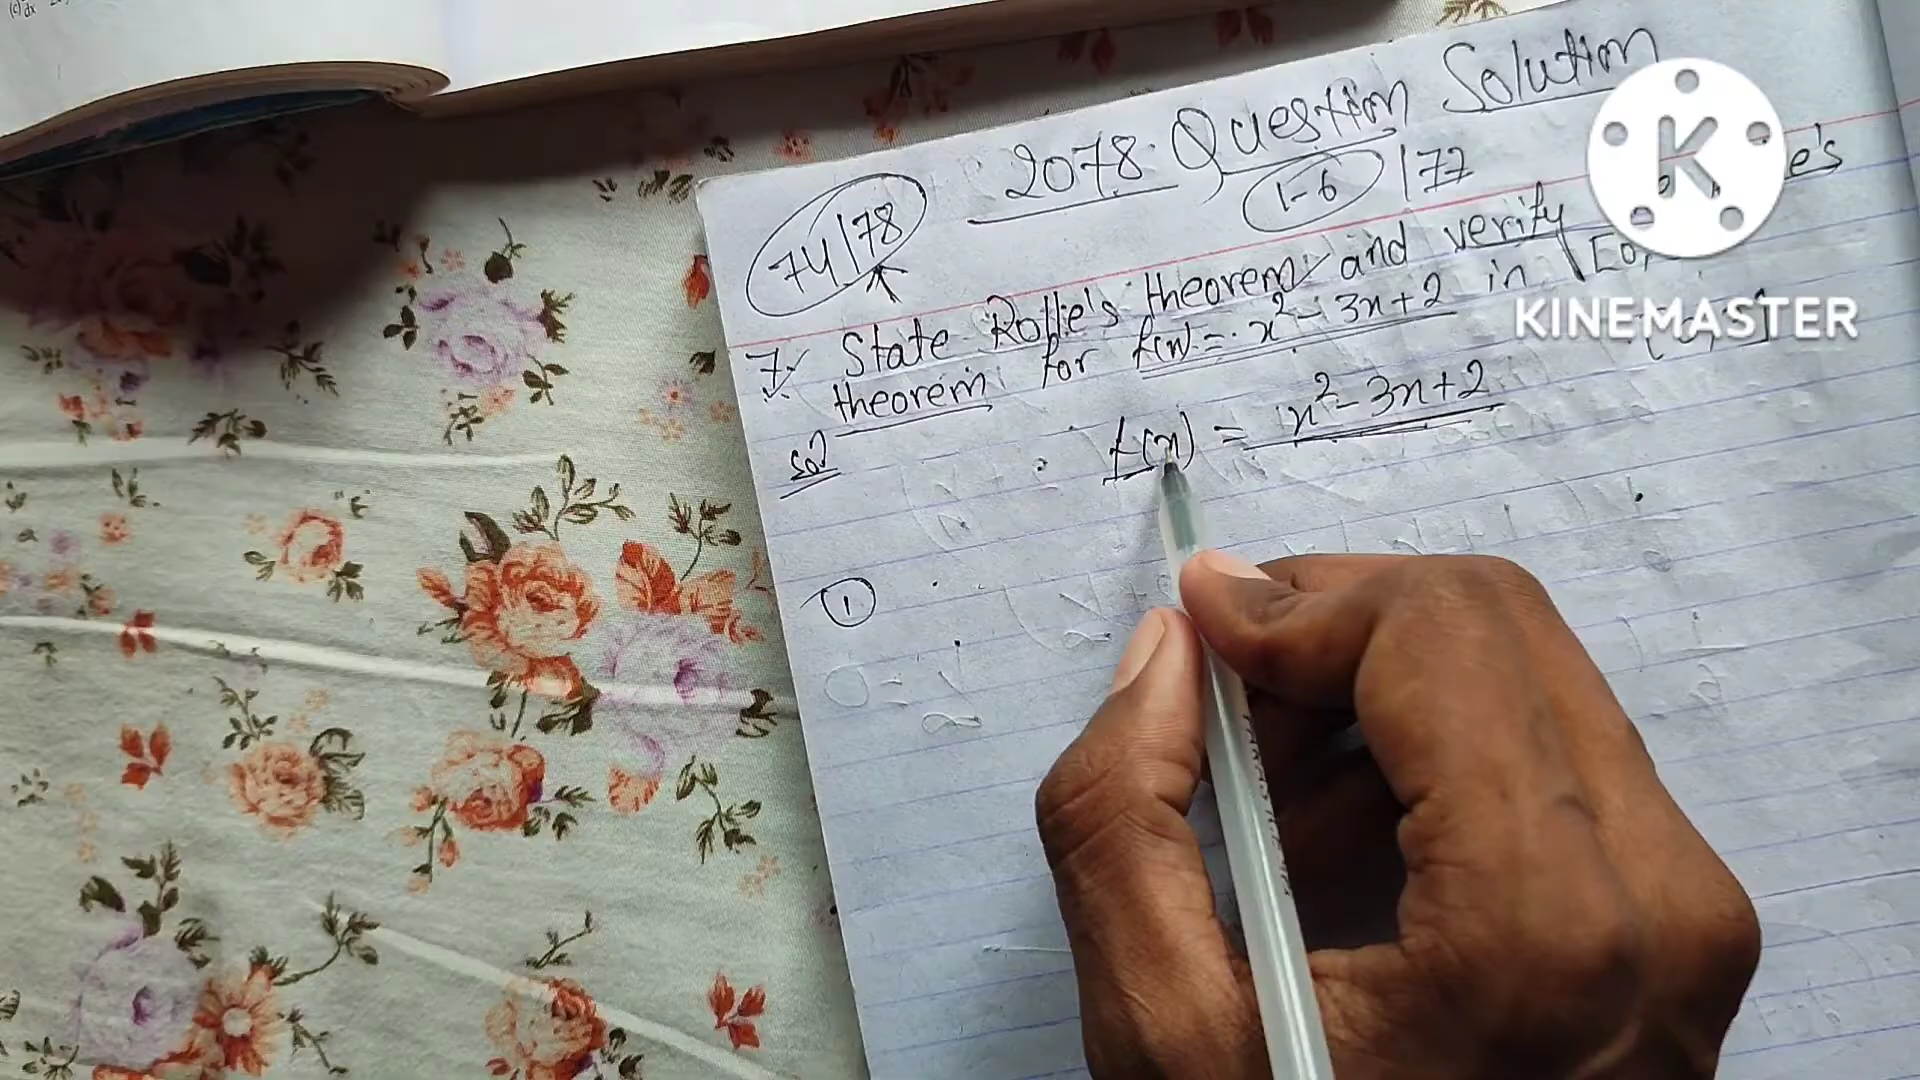 2078 Question Solution
74/78 1-6 /77
7. State Rolle's theorem and verify e's
theorem for f(x) = x² - 3x + 2 in [0,
sol f(x) = x² - 3x + 2
1
K
KINEMASTER